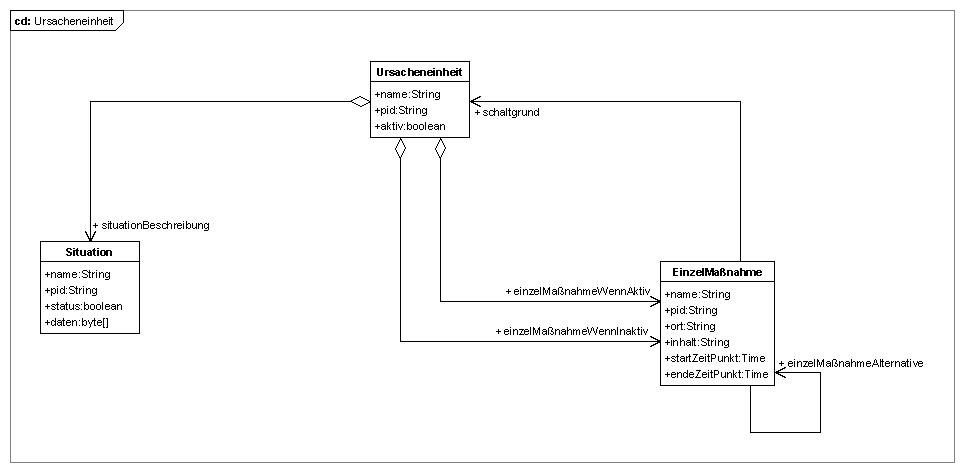 cd: Ursacheneinheit
Ursacheneinheit
+name:String
+pid:String
+aktiv:boolean
+ schaltgrund
+ situationBeschreibung
Situation
+name:String
+pid:String
+status:boolean
+daten:byte[]
+ einzelMaßnahmeWennAktiv
+ einzelMaßnahmeWennInaktiv
EinzelMaßnahme
+name:String
+pid:String
+ort:String
+inhalt:String
+startZeitPunkt:Time
+endeZeitPunkt:Time
+ einzelMaßnahmeAlternative